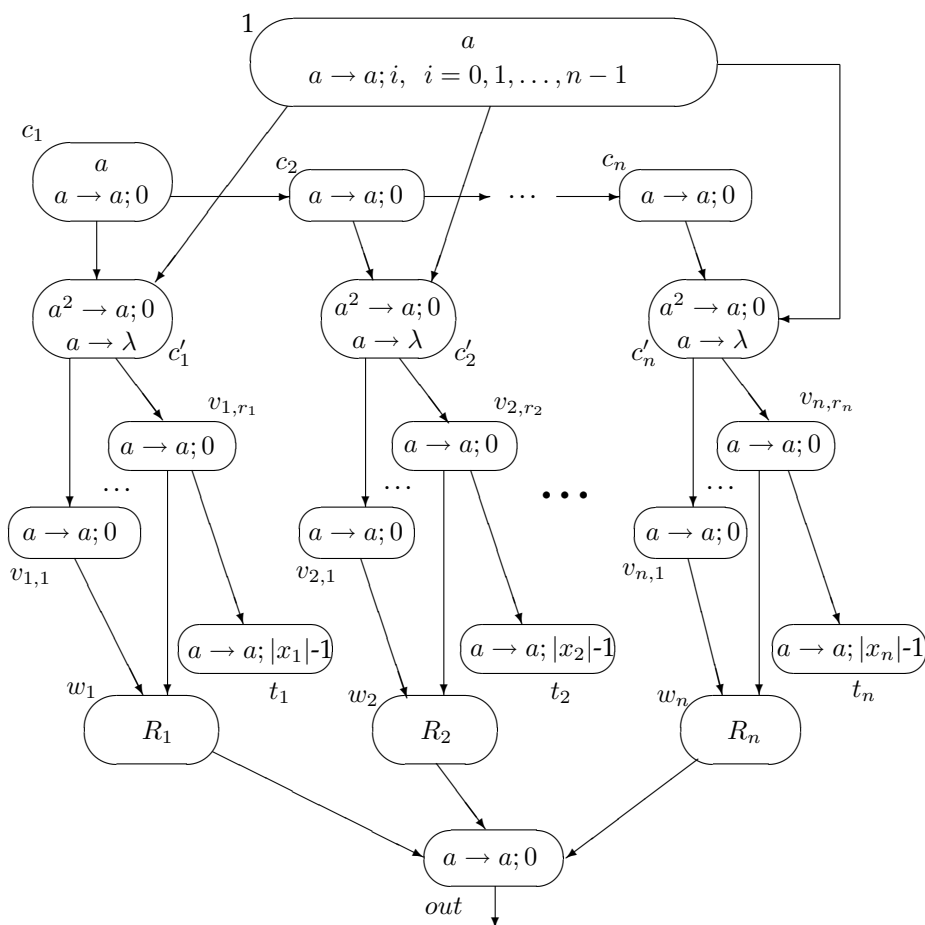 1
a
a → a; i, i = 0, 1, . . . , n − 1
c₁
a
a → a; 0
c₂
a → a; 0
· · ·
cₙ
a → a; 0
a² → a; 0
a → λ
c′₁
a² → a; 0
a → λ
c′₂
a² → a; 0
a → λ
c′ₙ
v₁,ᵣ₁
a → a; 0
v₂,ᵣ₂
a → a; 0
vₙ,ᵣₙ
a → a; 0
· · ·
· · ·
• • •
· · ·
a → a; 0
v₁,₁
a → a; 0
v₂,₁
a → a; 0
vₙ,₁
a → a; |x₁|-1
t₁
a → a; |x₂|-1
t₂
a → a; |xₙ|-1
tₙ
w₁
R₁
w₂
R₂
wₙ
Rₙ
a → a; 0
out